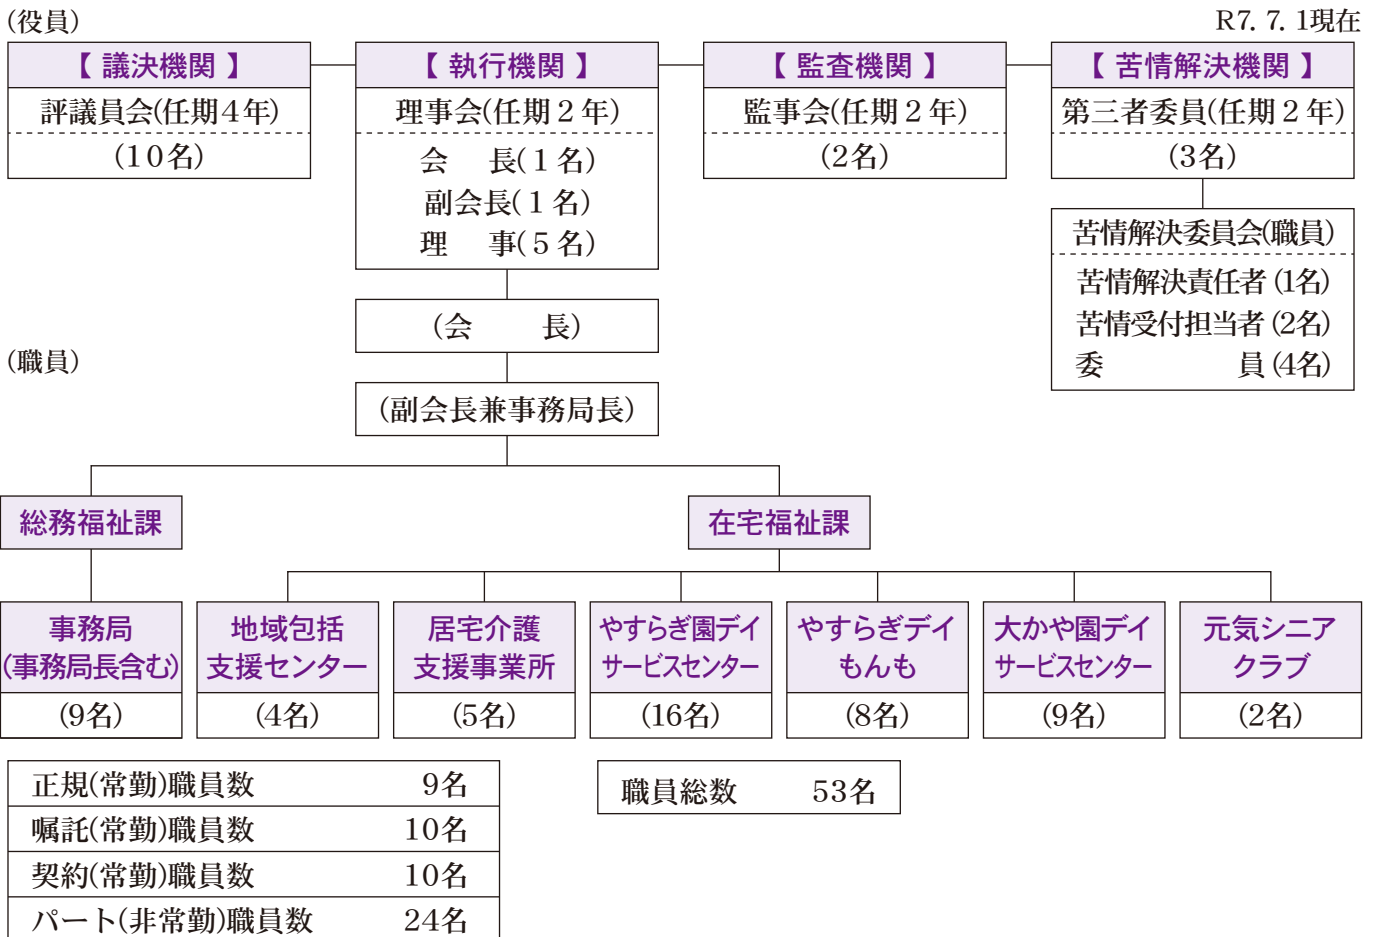 (役員)
R7. 7. 1現在
【 議決機関 】
評議員会(任期4年)
(10名)
【 執行機関 】
理事会(任期２年)
会　長(１名)
副会長(１名)
理　事(５名)
【 監査機関 】
監事会(任期２年)
(2名)
【 苦情解決機関 】
第三者委員(任期２年)
(3名)
苦情解決委員会(職員)
苦情解決責任者 (1名)
苦情受付担当者 (2名)
委　　　　　員 (4名)
(会　　長)
(職員)
(副会長兼事務局長)
総務福祉課
在宅福祉課
事務局
(事務局長含む)
(9名)
地域包括
支援センター
(4名)
居宅介護
支援事業所
(5名)
やすらぎ園デイ
サービスセンター
(16名)
やすらぎデイ
もんも
(8名)
大かや園デイ
サービスセンター
(9名)
元気シニア
クラブ
(2名)
正規(常勤)職員数　9名
嘱託(常勤)職員数　10名
契約(常勤)職員数　10名
パート(非常勤)職員数　24名
職員総数　53名